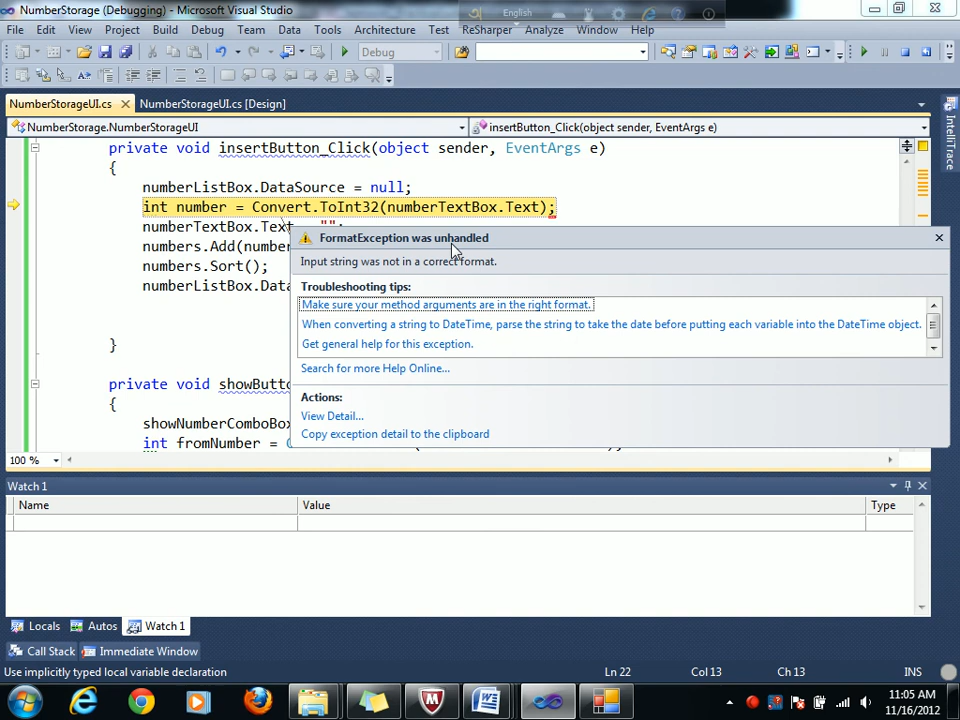 NumberStorage (Debugging) - Microsoft Visual Studio
English
File Edit View Project Build Debug Team Data Tools Architecture Test ReSharper Analyze Window Help
Debug
NumberStorageUI.cs NumberStorageUI.cs [Design]
NumberStorage.NumberStorageUI insertButton_Click(object sender, EventArgs e)
IntelliTrace
private void insertButton_Click(object sender, EventArgs e)
{
numberListBox.DataSource = null;
int number = Convert.ToInt32(numberTextBox.Text);
numberTextBox.Text "";
numbers.Add(number
numbers.Sort();
numberListBox.Data
}
private void showButto
{
showNumberComboBox
int fromNumber =
FormatException was unhandled
Input string was not in a correct format.
Troubleshooting tips:
Make sure your method arguments are in the right format.
When converting a string to DateTime, parse the string to take the date before putting each variable into the DateTime object.
Get general help for this exception.
Search for more Help Online...
Actions:
View Detail...
Copy exception detail to the clipboard
100 %
Watch 1
Name Value Type
Locals Autos Watch 1
Call Stack Immediate Window
Use implicitly typed local variable declaration Ln 22 Col 13 Ch 13 INS
11:05 AM
11/16/2012